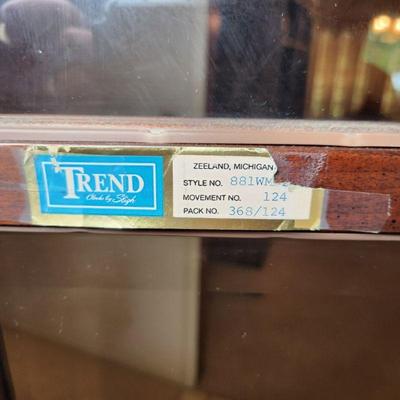 TREND
Clocks by Sligh
ZEELAND, MICHIGAN
STYLE NO. 881WM
MOVEMENT NO. 124
PACK NO. 368/124